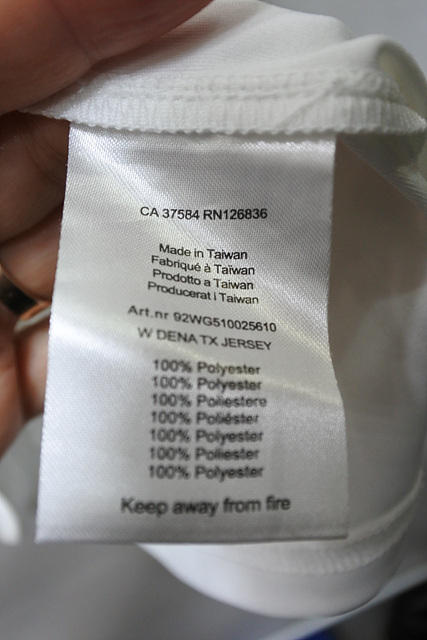 CA 37584 RN126836
Made in Taiwan
Fabriqué à Taïwan
Prodotto a Taiwan
Producerat i Taiwan
Art.nr 92WG510025610
W DENA TX JERSEY
100% Polyester
100% Polyester
100% Poliestere
100% Poliéster
100% Polyester
100% Poliester
100% Polyester
Keep away from fire